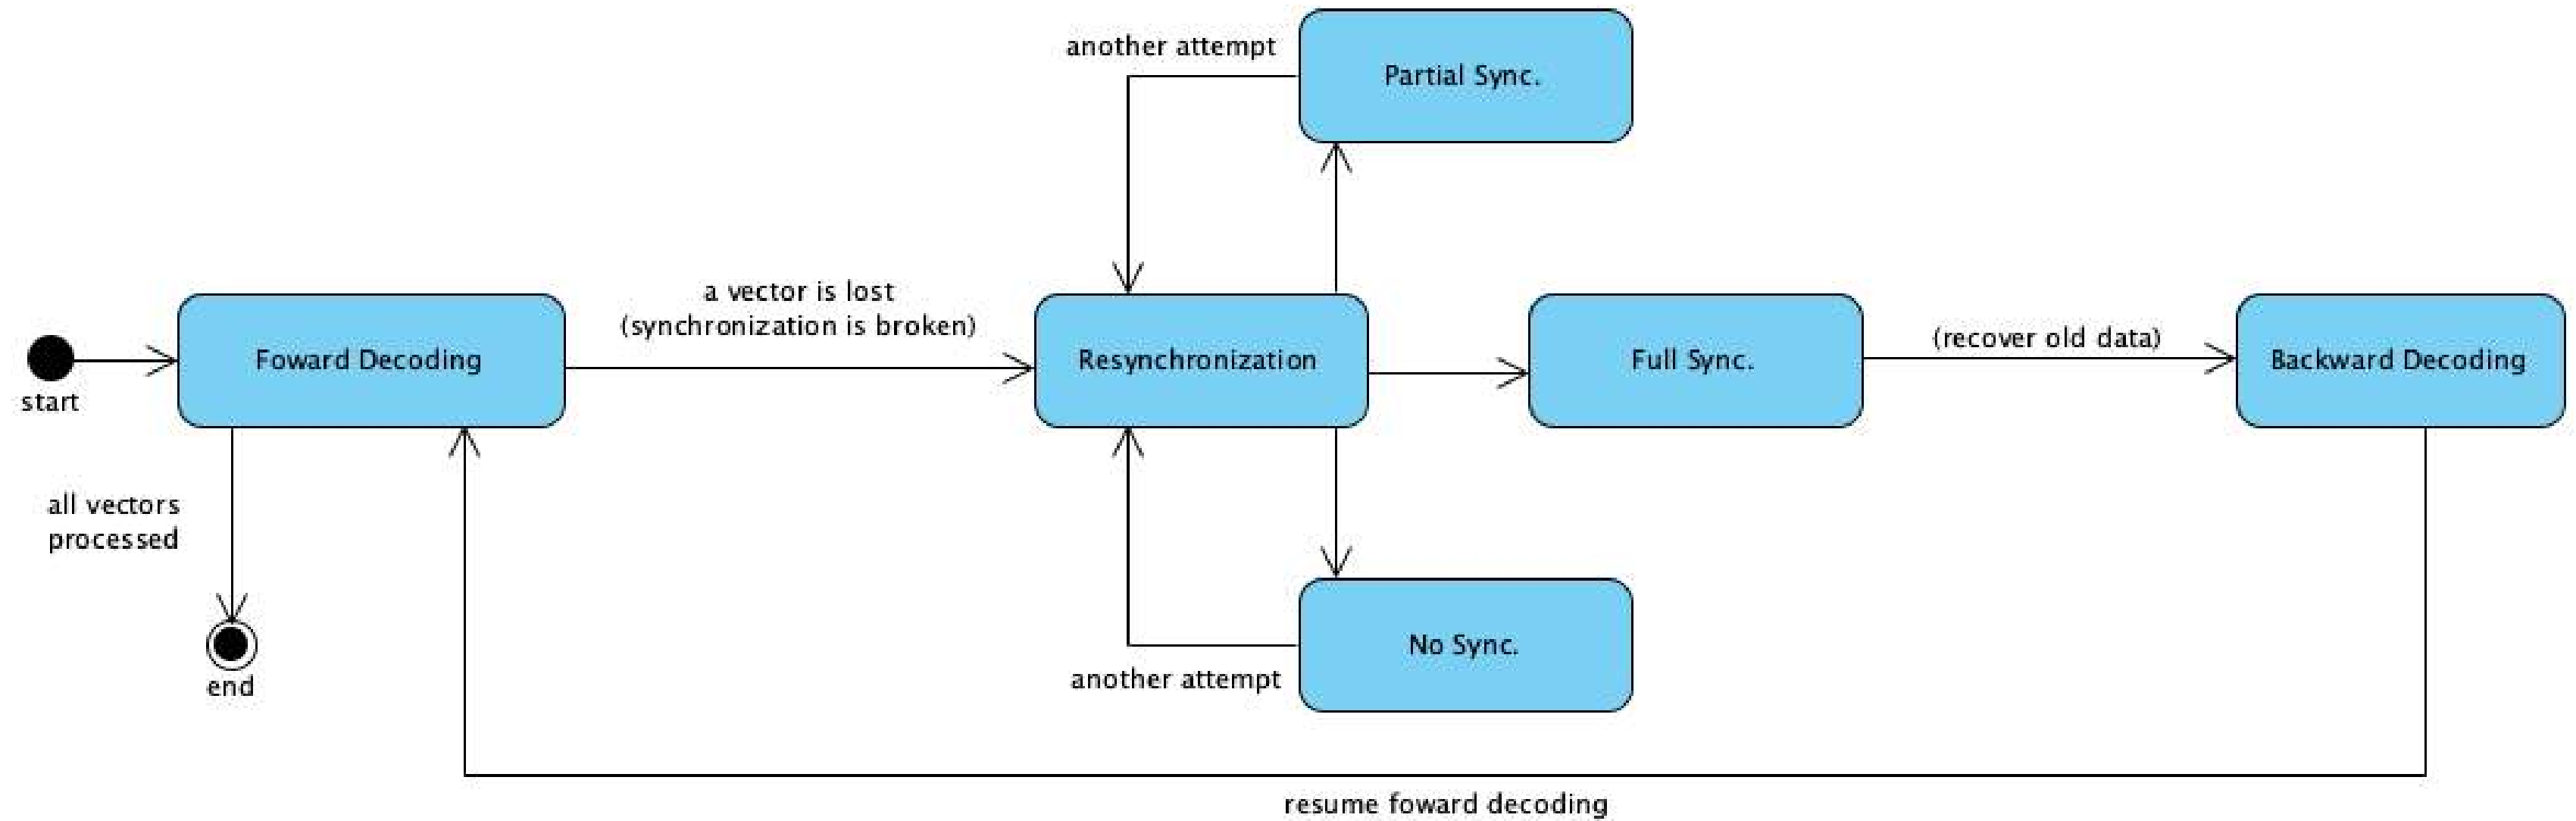 another attempt
Partial Sync.
a vector is lost
(synchronization is broken)
start
Foward Decoding
Resynchronization
Full Sync.
(recover old data)
Backward Decoding
all vectors
processed
end
No Sync.
another attempt
resume foward decoding